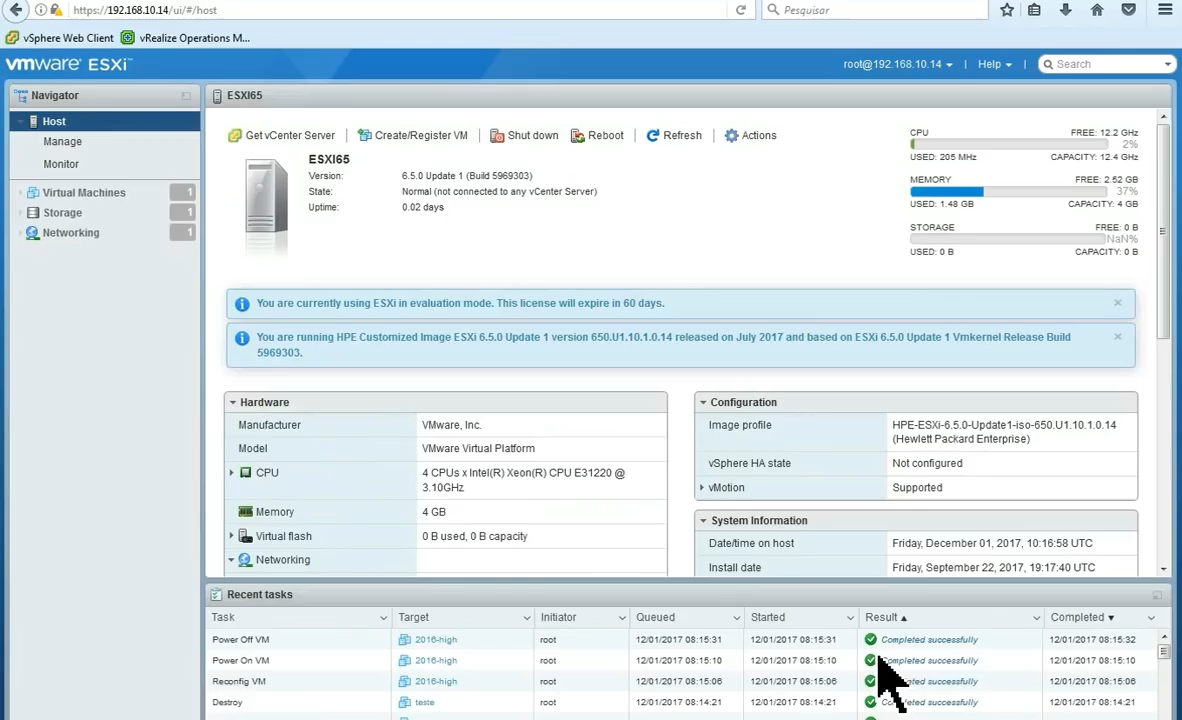 https://192.168.10.14/ui/#/host
Pesquisar
vSphere Web Client
vRealize Operations M...
vmware ESXi
root@192.168.10.14 | Help | Search
Navigator
Host
Manage
Monitor
Virtual Machines 1
Storage 1
Networking 1
ESXI65
Get vCenter Server | Create/Register VM | Shut down Reboot | Refresh | Actions
ESXI65
Version: 6.5.0 Update 1 (Build 5969303)
State: Normal (not connected to any vCenter Server)
Uptime: 0.02 days
CPU FREE: 12.2 GHz
2%
USED: 205 MHz CAPACITY: 12.4 GHz
MEMORY FREE: 2.52 GB
37%
USED: 1.48 GB CAPACITY: 4 GB
STORAGE FREE: 0 B
NaN%
USED: 0 B CAPACITY: 0 B
You are currently using ESXi in evaluation mode. This license will expire in 60 days.
You are running HPE Customized Image ESXi 6.5.0 Update 1 version 650.U1.10.1.0.14 released on July 2017 and based on ESXi 6.5.0 Update 1 Vmkernel Release Build
5969303.
Hardware
Manufacturer VMware, Inc.
Model VMware Virtual Platform
CPU 4 CPUs x Intel(R) Xeon(R) CPU E31220 @
3.10GHz
Memory 4 GB
Virtual flash 0 B used, 0 B capacity
Networking
Configuration
Image profile HPE-ESXi-6.5.0-Update1-iso-650.U1.10.1.0.14
(Hewlett Packard Enterprise)
vSphere HA state Not configured
vMotion Supported
System Information
Date/time on host Friday, December 01, 2017, 10:16:58 UTC
Install date Friday, September 22, 2017, 19:17:40 UTC
Recent tasks
Task Target Initiator Queued Started Result Completed
Power Off VM 2016-high root 12/01/2017 08:15:31 12/01/2017 08:15:31 Completed successfully 12/01/2017 08:15:32
Power On VM 2016-high root 12/01/2017 08:15:10 12/01/2017 08:15:10 Completed successfully 12/01/2017 08:15:10
Reconfig VM 2016-high root 12/01/2017 08:15:06 12/01/2017 08:15:06 successfully 12/01/2017 08:15:06
Destroy teste root 12/01/2017 08:14:21 12/01/2017 08:14:21 successfully 12/01/2017 08:14:21